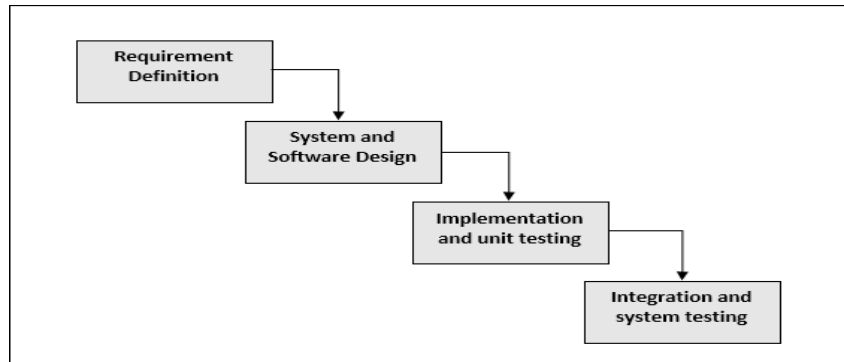 Requirement
Definition
System and
Software Design
Implementation
and unit testing
Integration and
system testing